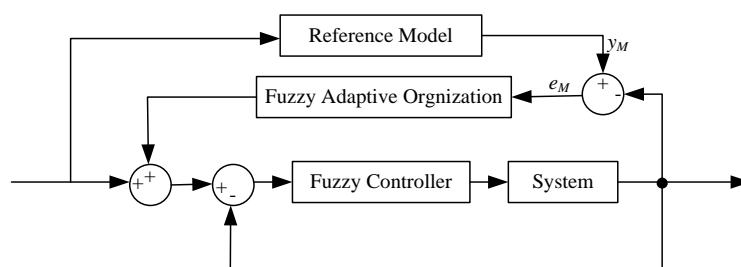 Reference Model
yM
+
-
eM
Fuzzy Adaptive Orgnization
+
+
+
-
Fuzzy Controller
System